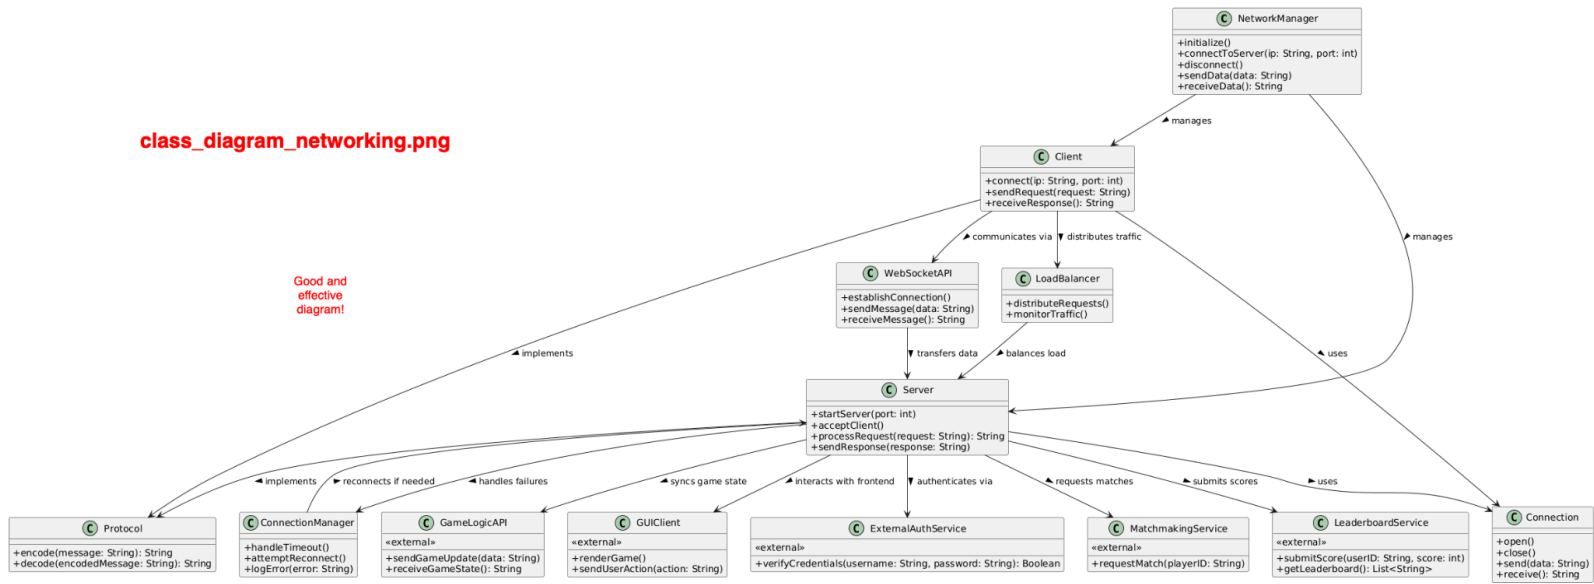 C NetworkManager
+initialize()
+connectToServer(ip: String, port: int)
+disconnect()
+sendData(data: String)
+receiveData(): String
class_diagram_networking.png
manages
C Client
+connect(ip: String, port: int)
+sendRequest(request: String)
+receiveResponse(): String
communicates via
distributes traffic
manages
Good and
effective
diagram!
C WebSocketAPI
+establishConnection()
+sendMessage(data: String)
+receiveMessage(): String
C LoadBalancer
+distributeRequests()
+monitorTraffic()
implements
transfers data
balances load
uses
C Server
+startServer(port: int)
+acceptClient()
+processRequest(request: String): String
+sendResponse(response: String)
implements
reconnects if needed
handles failures
syncs game state
interacts with frontend
authenticates via
requests matches
submits scores
uses
C Protocol
+encode(message: String): String
+decode(encodedMessage: String): String
C ConnectionManager
+handleTimeout()
+attemptReconnect()
+logError(error: String)
C GameLogicAPI
«external»
+sendGameUpdate(data: String)
+receiveGameState(): String
C GUIClient
«external»
+renderGame()
+sendUserAction(action: String)
C ExternalAuthService
«external»
+verifyCredentials(username: String, password: String): Boolean
C MatchmakingService
«external»
+requestMatch(playerID: String)
C LeaderboardService
«external»
+submitScore(userID: String, score: int)
+getLeaderboard(): List<String>
C Connection
+open()
+close()
+send(data: String)
+receive(): String